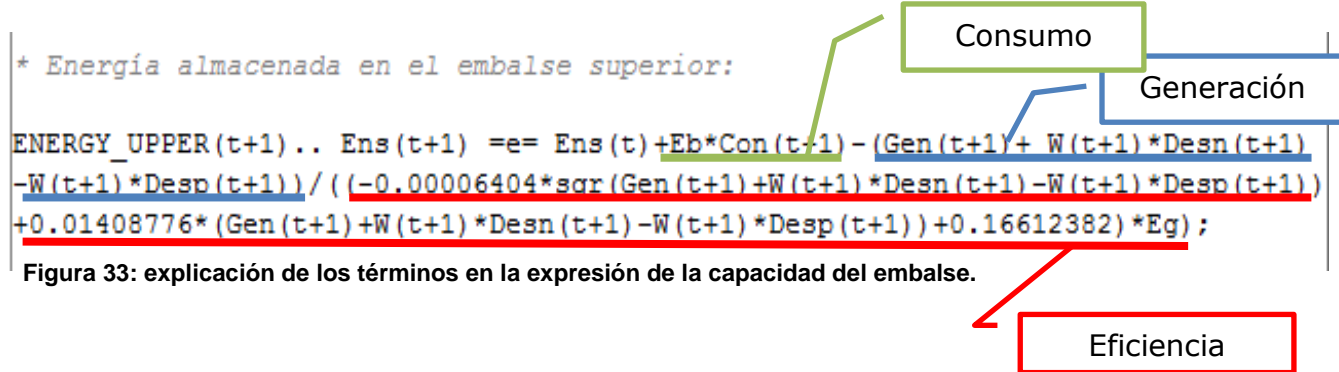 Consumo
* Energía almacenada en el embalse superior:
Generación
ENERGY_UPPER(t+1).. Ens(t+1) =e= Ens(t)+Eb*Con(t+1)-(Gen(t+1)+ W(t+1)*Desn(t+1)
-W(t+1)*Desp(t+1))/((-0.00006404*sqr(Gen(t+1)+W(t+1)*Desn(t+1)-W(t+1)*Desp(t+1))
+0.01408776*(Gen(t+1)+W(t+1)*Desn(t+1)-W(t+1)*Desp(t+1))+0.16612382)*Eg);
Figura 33: explicación de los términos en la expresión de la capacidad del embalse.
Eficiencia